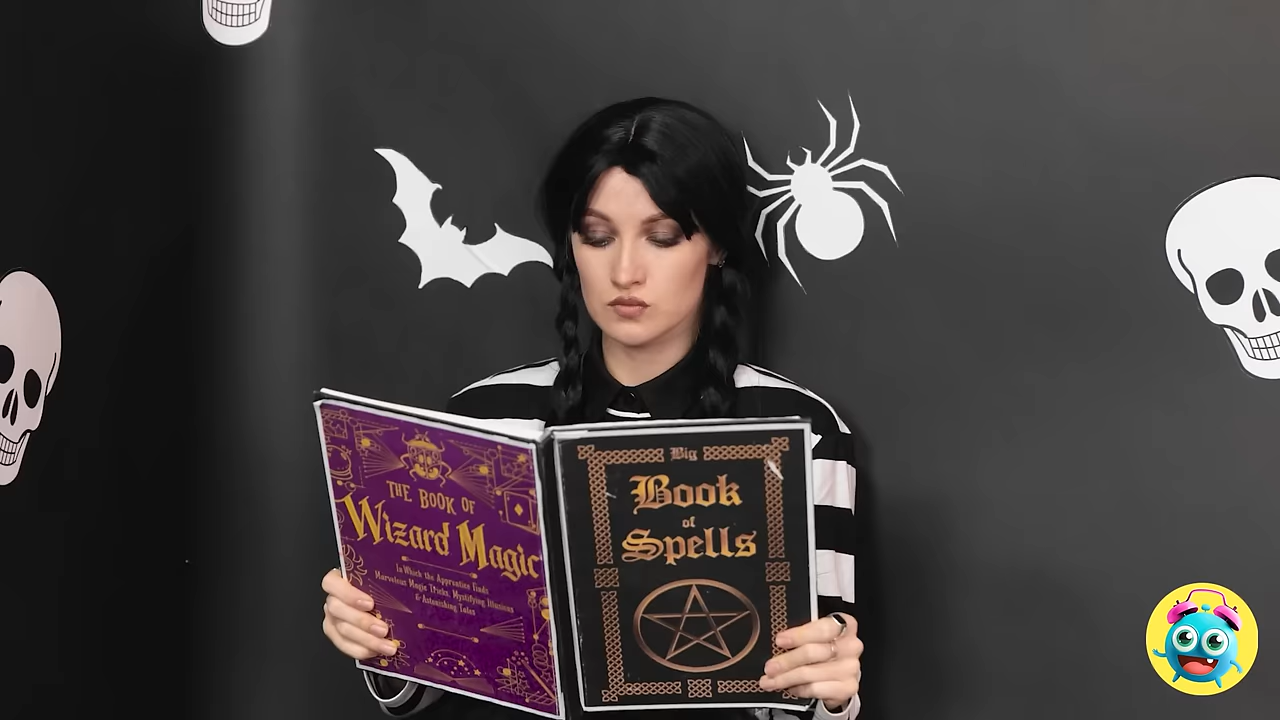 THE BOOK OF
Wizard Magic
In Which the Apprentice Finds
Marvelous Magic Tricks, Mystifying Illusions
& Astonishing Tales
Big
Book
of
Spells